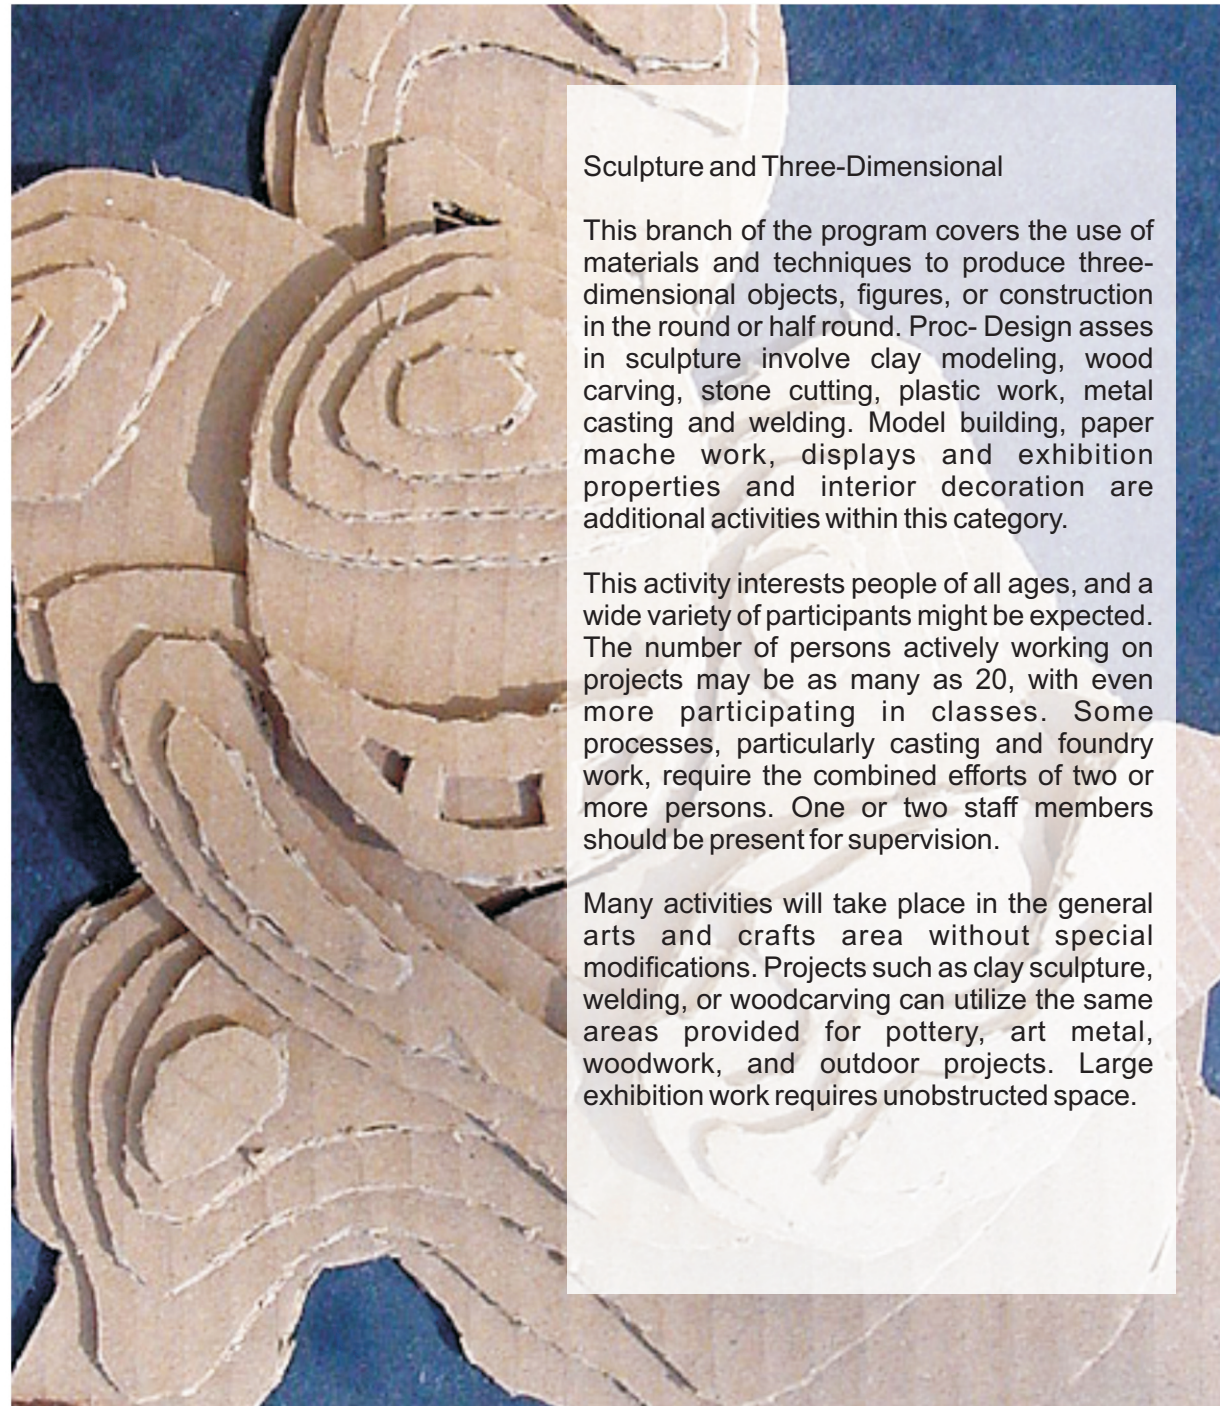 Sculpture and Three-Dimensional
This branch of the program covers the use of
materials and techniques to produce three-
dimensional objects, figures, or construction
in the round or half round. Proc- Design asses
in sculpture involve clay modeling, wood
carving, stone cutting, plastic work, metal
casting and welding. Model building, paper
mache work, displays and exhibition
properties and interior decoration are
additional activities within this category.
This activity interests people of all ages, and a
wide variety of participants might be expected.
The number of persons actively working on
projects may be as many as 20, with even
more participating in classes. Some
processes, particularly casting and foundry
work, require the combined efforts of two or
more persons. One or two staff members
should be present for supervision.
Many activities will take place in the general
arts and crafts area without special
modifications. Projects such as clay sculpture,
welding, or woodcarving can utilize the same
areas provided for pottery, art metal,
woodwork, and outdoor projects. Large
exhibition work requires unobstructed space.